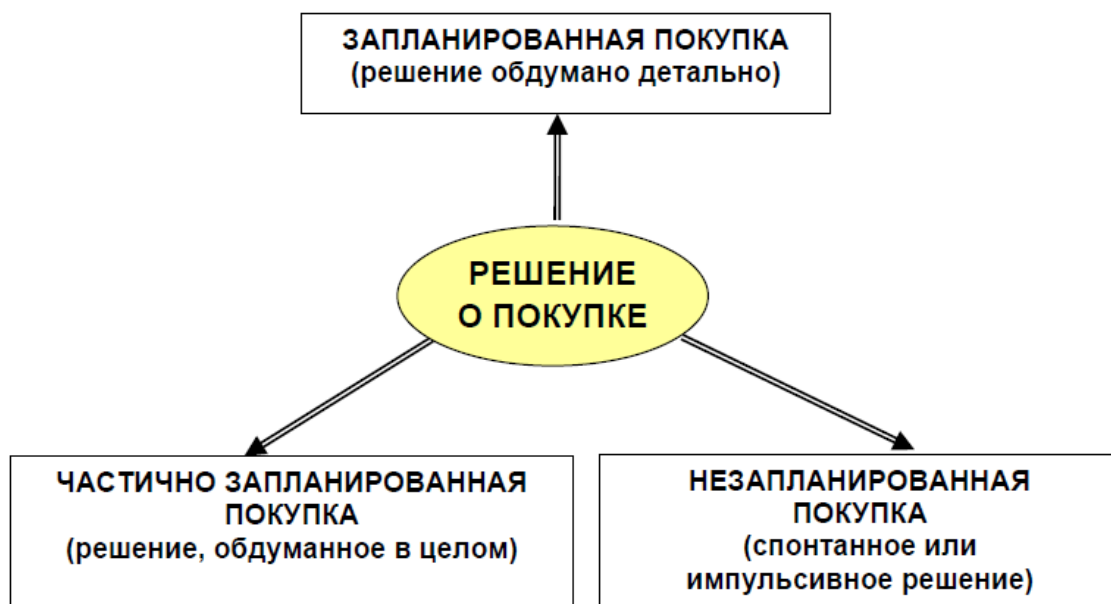 ЗАПЛАНИРОВАННАЯ ПОКУПКА
(решение обдумано детально)
РЕШЕНИЕ
О ПОКУПКЕ
ЧАСТИЧНО ЗАПЛАНИРОВАННАЯ
ПОКУПКА
(решение, обдуманное в целом)
НЕЗАПЛАНИРОВАННАЯ
ПОКУПКА
(спонтанное или
импульсивное решение)